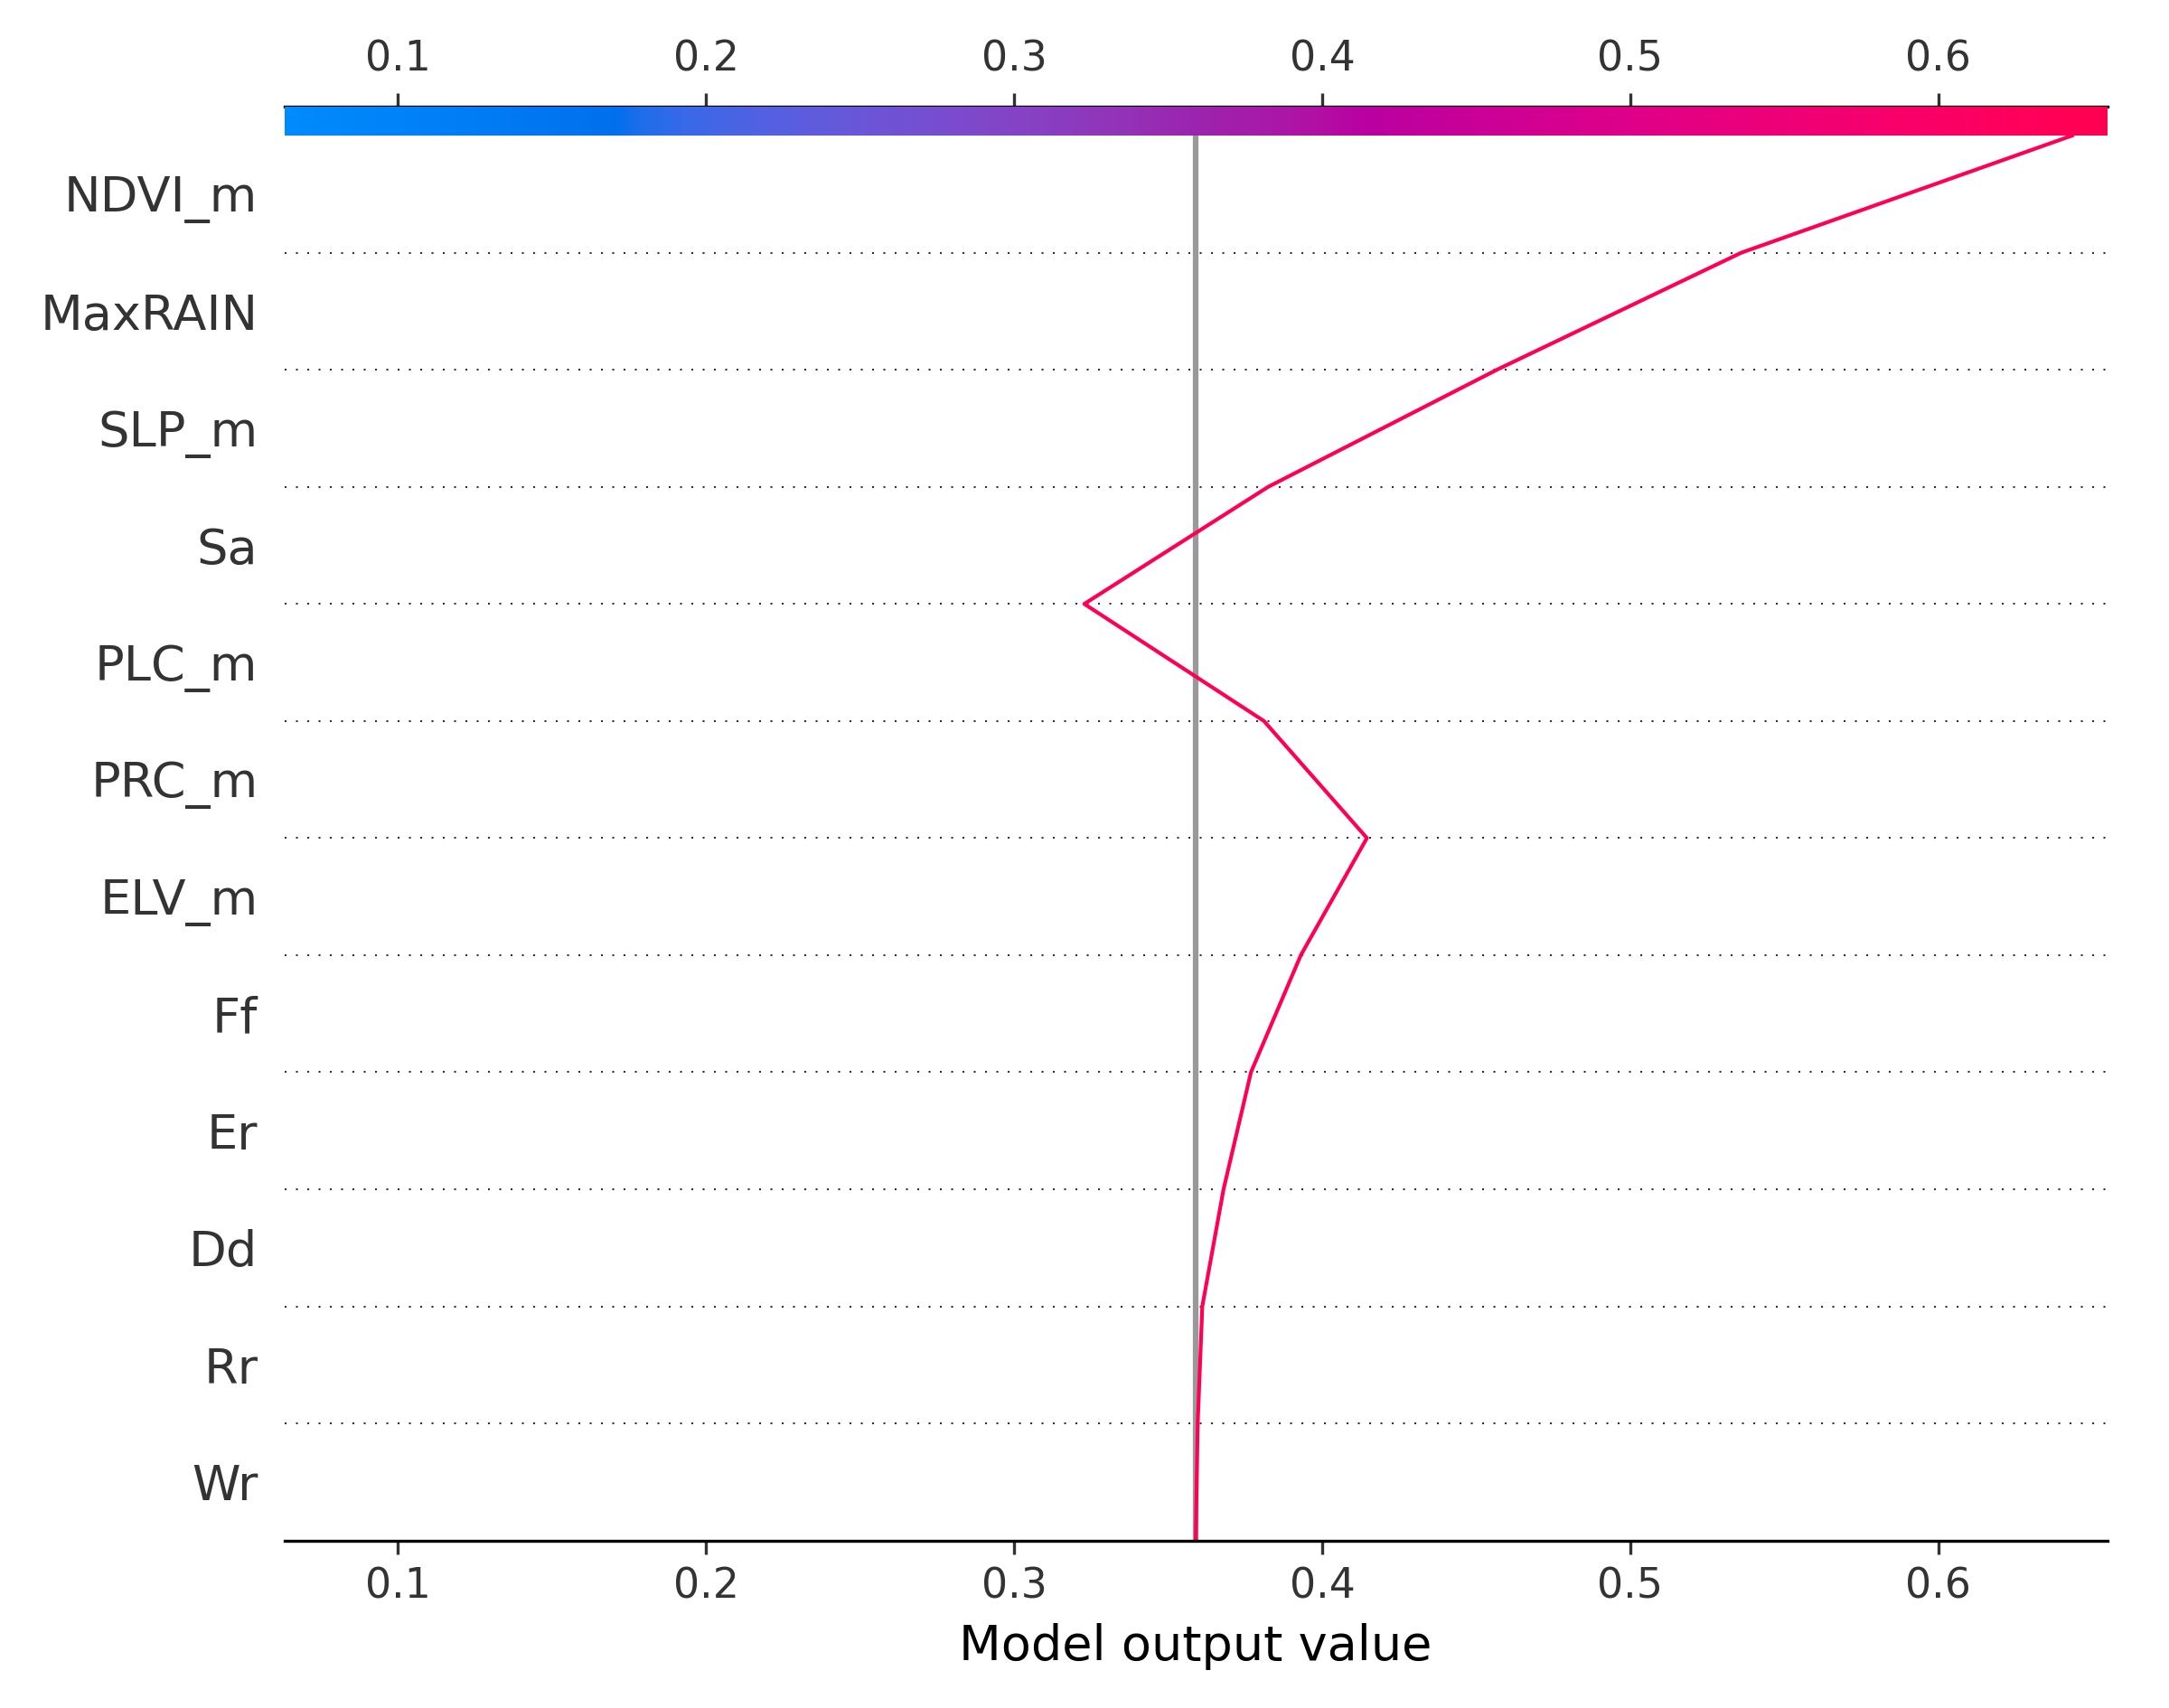 0.1 0.2 0.3 0.4 0.5 0.6
NDVI_m
MaxRAIN
SLP_m
Sa
PLC_m
PRC_m
ELV_m
Ff
Er
Dd
Rr
Wr
0.1 0.2 0.3 0.4 0.5 0.6
Model output value